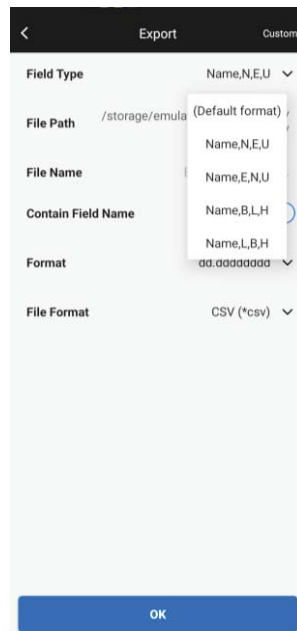 Export
Custom
Field Type
Name,N,E,U
File Path
/storage/emula
(Default format)
Name,N,E,U
File Name
Name,E,N,U
Contain Field Name
Name,B,L,H
Name,L,B,H
Format
dd.dddddddd
File Format
CSV (*csv)
OK